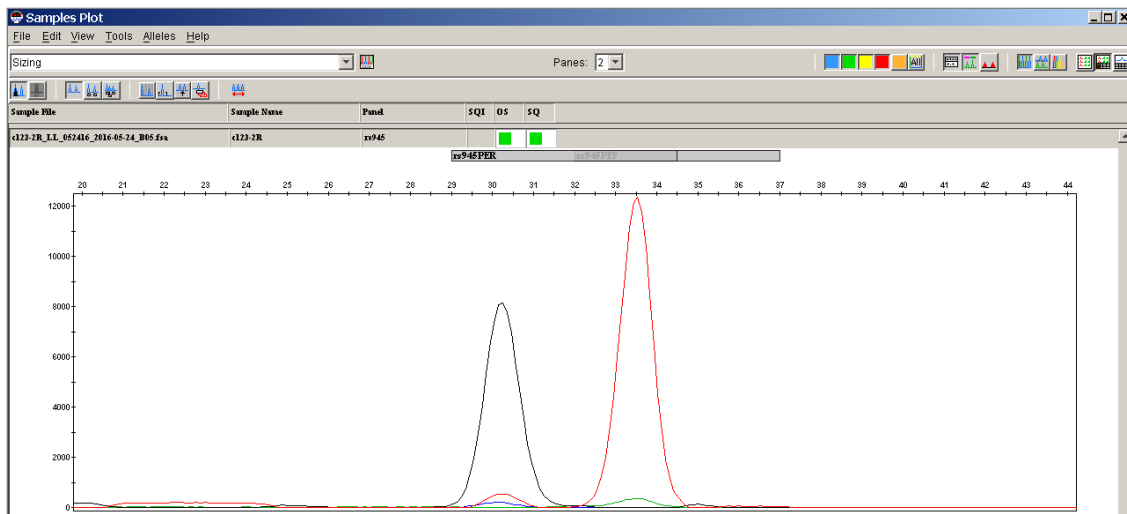 Samples Plot
File Edit View Tools Alleles Help
Sizing Panes: 2 All
Sample File Sample Name Panel SQI OS SQ
c123-2R_LL_052416_2016-05-24_B05.fsa c123-2R rs945
rs945PER rs945PEF
20 21 22 23 24 25 26 27 28 29 30 31 32 33 34 35 36 37 38 39 40 41 42 43 44
12000
10000
8000
6000
4000
2000
0